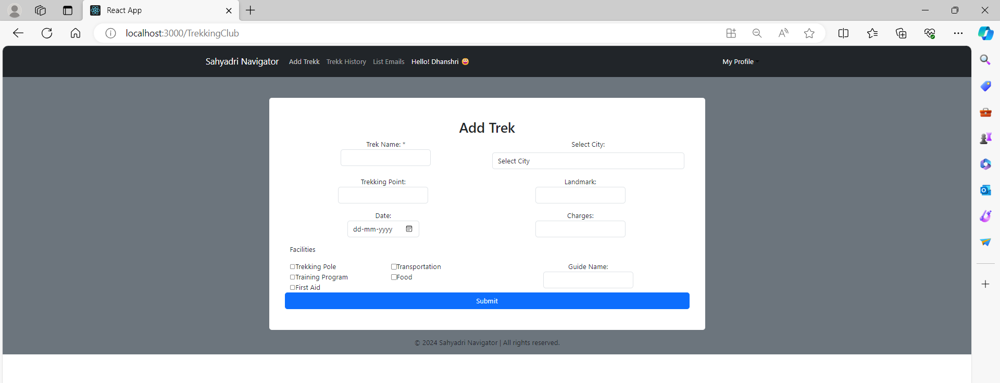 React App
localhost:3000/TrekkingClub
Sahyadri Navigator Add Trekk Trekk History List Emails Hello! Dhanshri 😀 My Profile
Add Trek
Trek Name: * Select City:
Select City
Trekking Point: Landmark:
Date: Charges:
dd-mm-yyyy
Facilities
Trekking Pole Transportation Guide Name:
Training Program Food
First Aid
Submit
© 2024 Sahyadri Navigator | All rights reserved.